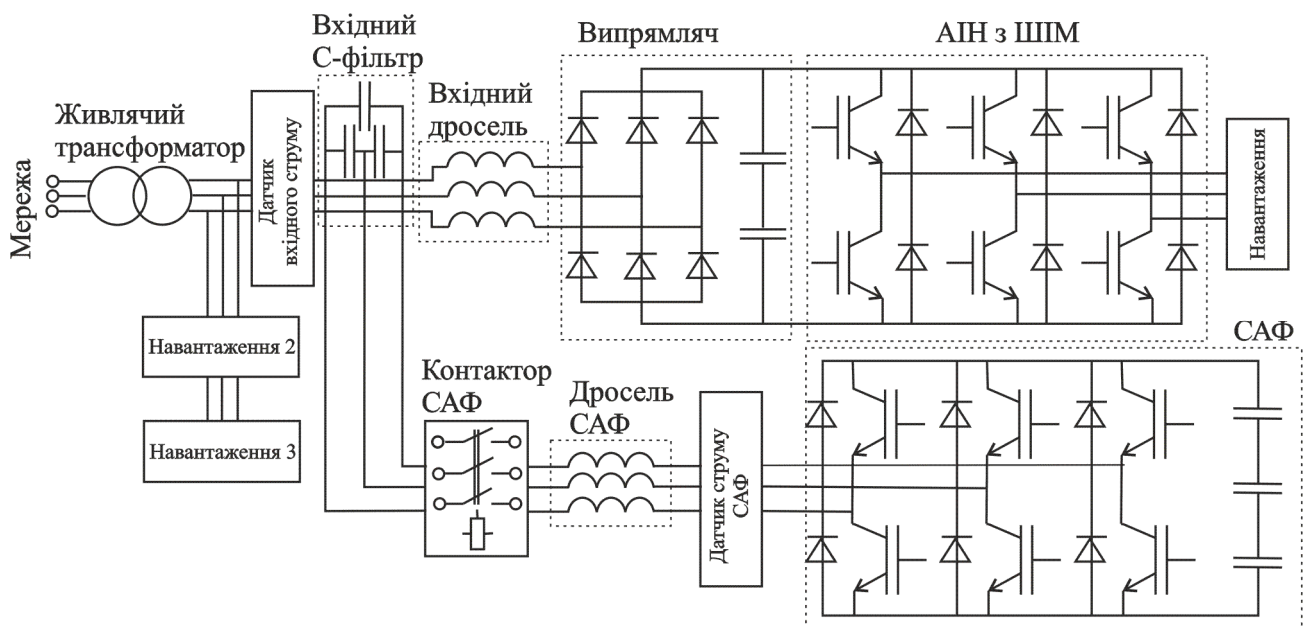 Вхідний
С-фільтр
Випрямляч
АІН з ШІМ
Живлячий
трансформатор
Вхідний
дросель
Мережа
Датчик
вхідного струму
Навантаження
Навантаження 2
Навантаження 3
Контактор
САФ
Дросель
САФ
Датчик струму
САФ
САФ